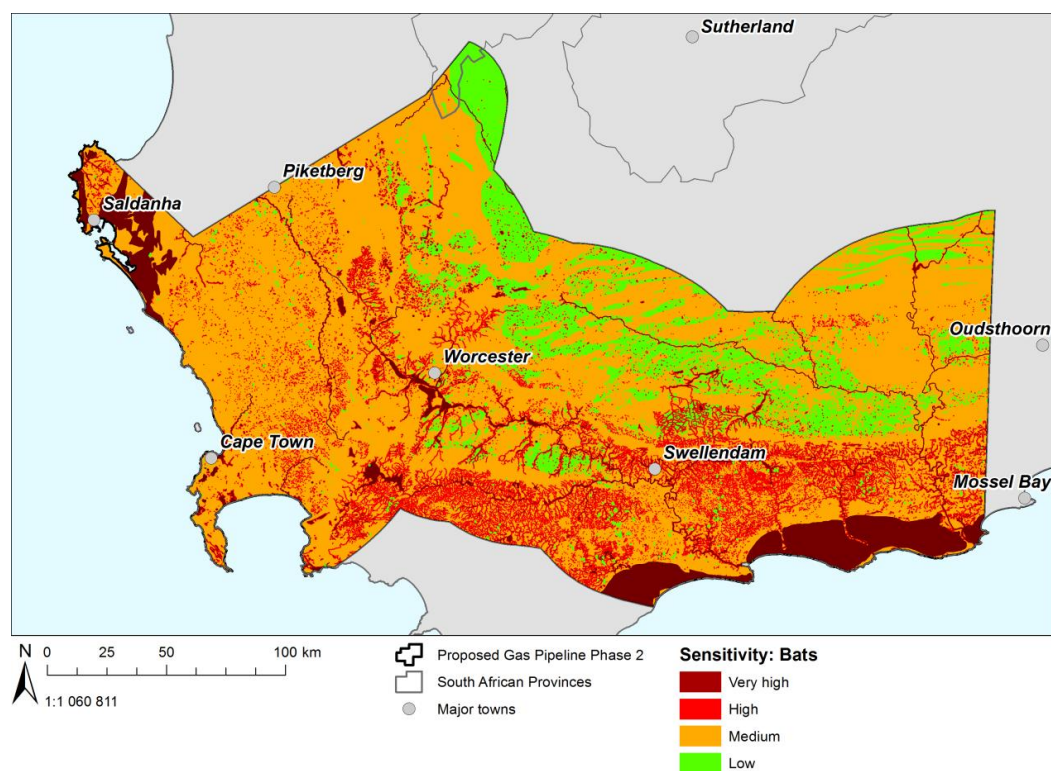 Sutherland
Piketberg
Saldanha
Oudsthoorn
Worcester
Cape Town
Swellendam
Mossel Bay
N 0 25 50 100 km
1:1 060 811
Proposed Gas Pipeline Phase 2
South African Provinces
Major towns
Sensitivity: Bats
Very high
High
Medium
Low